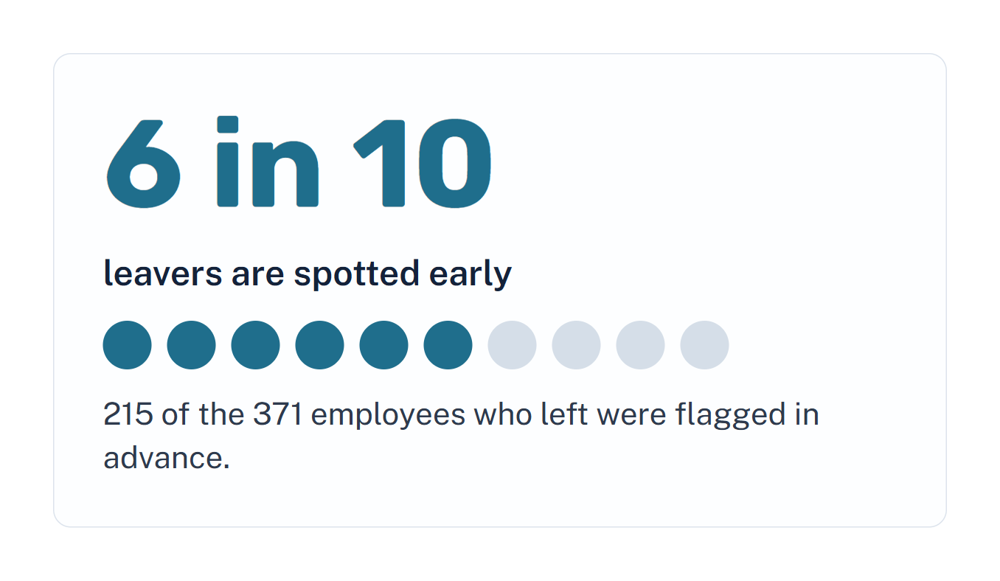 6 in 10
leavers are spotted early
215 of the 371 employees who left were flagged in
advance.